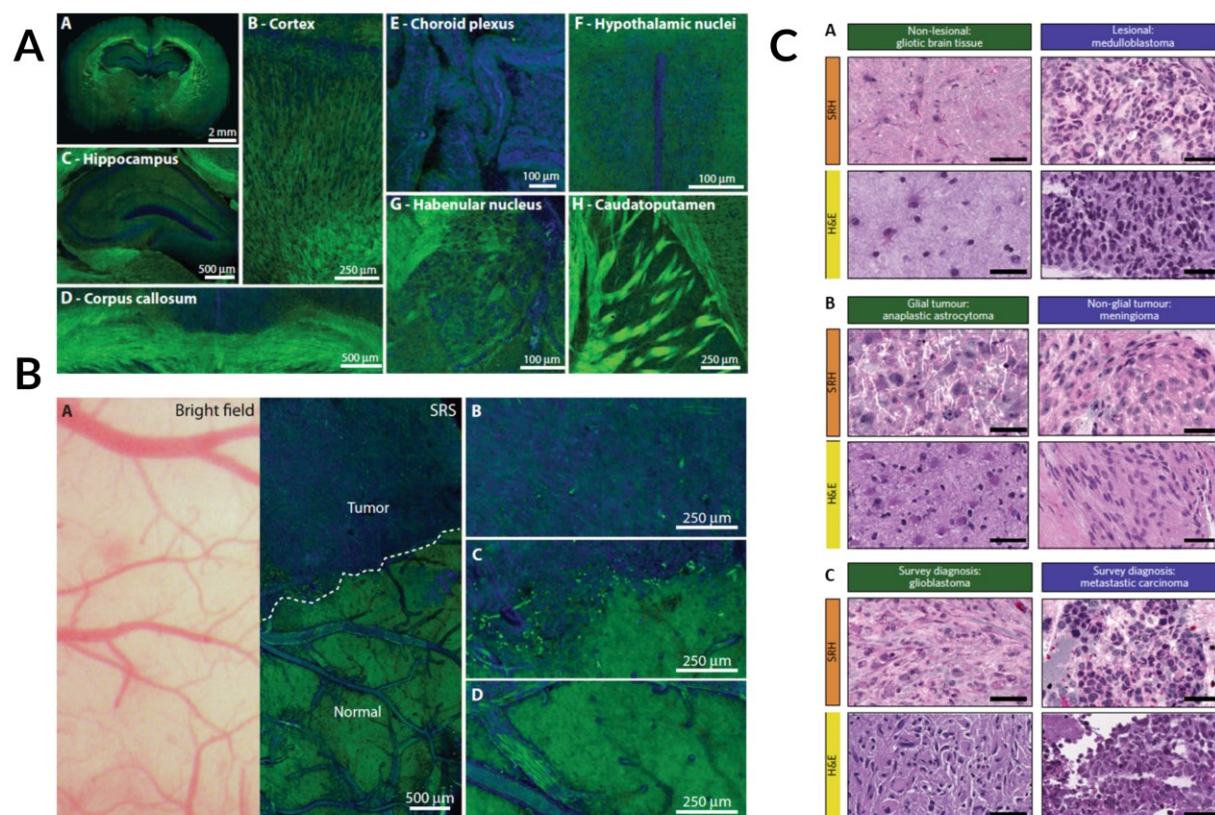 A
A
2 mm
B - Cortex
250 µm
C - Hippocampus
500 µm
D - Corpus callosum
500 µm
E - Choroid plexus
100 µm
F - Hypothalamic nuclei
100 µm
G - Habenular nucleus
100 µm
H - Caudatoputamen
250 µm
B
A
Bright field
SRS
Tumor
Normal
500 µm
B
250 µm
C
250 µm
D
250 µm
C
A
Non-lesional:
gliotic brain tissue
Lesional:
medulloblastoma
SRH
H&E
B
Glial tumour:
anaplastic astrocytoma
Non-glial tumour:
meningioma
SRH
H&E
C
Survey diagnosis:
glioblastoma
Survey diagnosis:
metastastic carcinoma
SRH
H&E